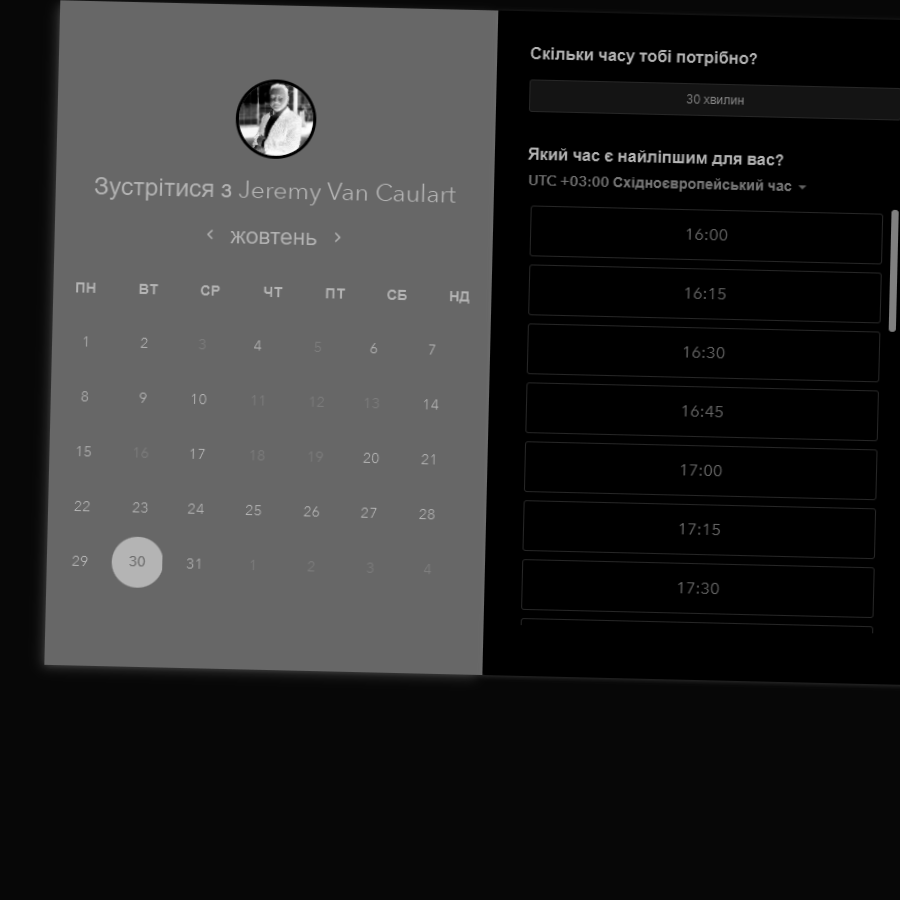 Зустрітися з Jeremy Van Caulart
жовтень
ПН ВТ СР ЧТ ПТ СБ НД
1 2 3 4 5 6 7
8 9 10 11 12 13 14
15 16 17 18 19 20 21
22 23 24 25 26 27 28
29 30 31 1 2 3 4
Скільки часу тобі потрібно?
30 хвилин
Який час є найліпшим для вас?
UTC +03:00 Східноєвропейський час
16:00
16:15
16:30
16:45
17:00
17:15
17:30